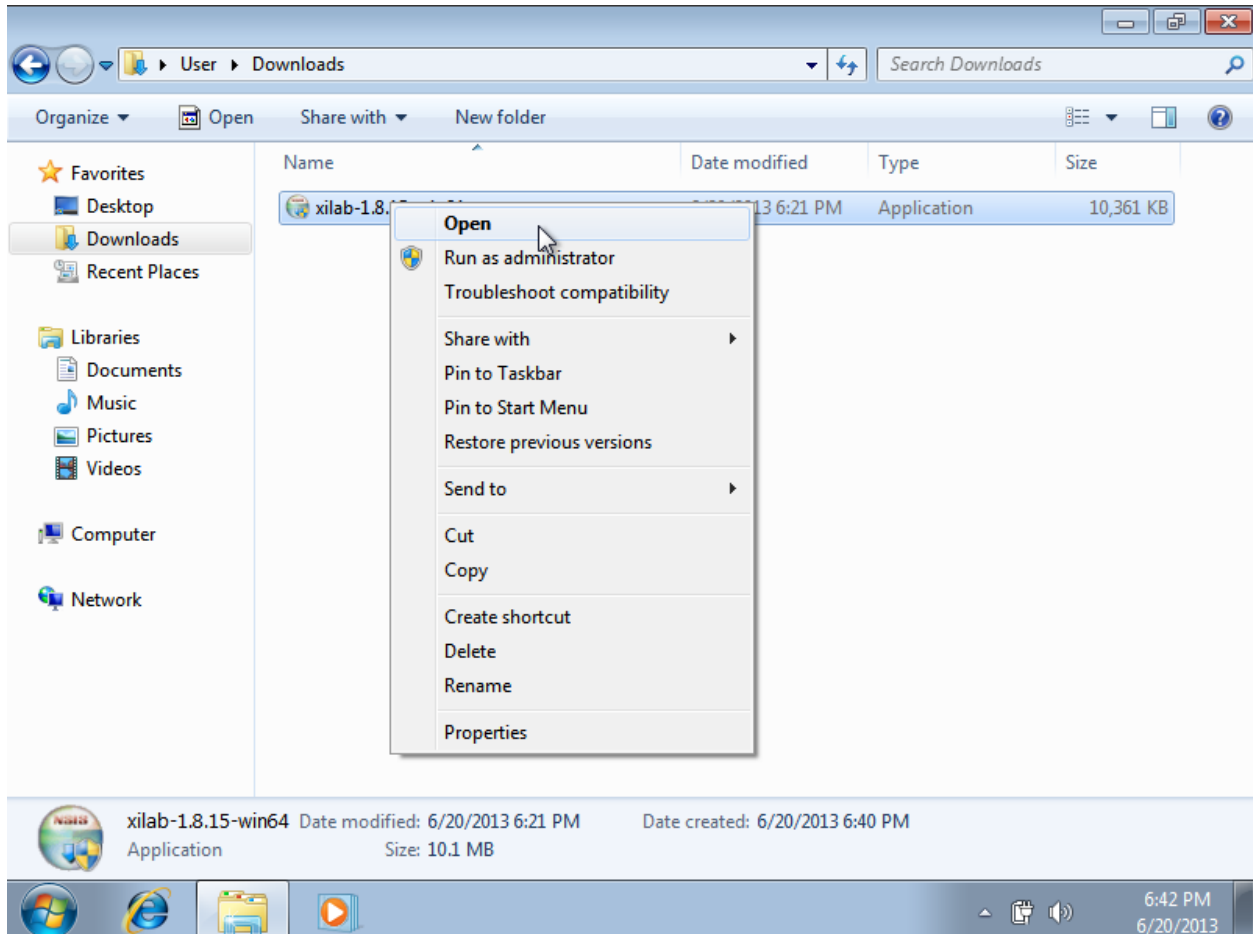 User Downloads
Search Downloads
Organize Open Share with New folder
Name Date modified Type Size
Favorites
Desktop
Downloads
Recent Places
Libraries
Documents
Music
Pictures
Videos
Computer
Network
xilab-1.8. 13 6:21 PM Application 10,361 KB
Open
Run as administrator
Troubleshoot compatibility
Share with
Pin to Taskbar
Pin to Start Menu
Restore previous versions
Send to
Cut
Copy
Create shortcut
Delete
Rename
Properties
NSIS
xilab-1.8.15-win64 Date modified: 6/20/2013 6:21 PM Date created: 6/20/2013 6:40 PM
Application Size: 10.1 MB
6:42 PM
6/20/2013